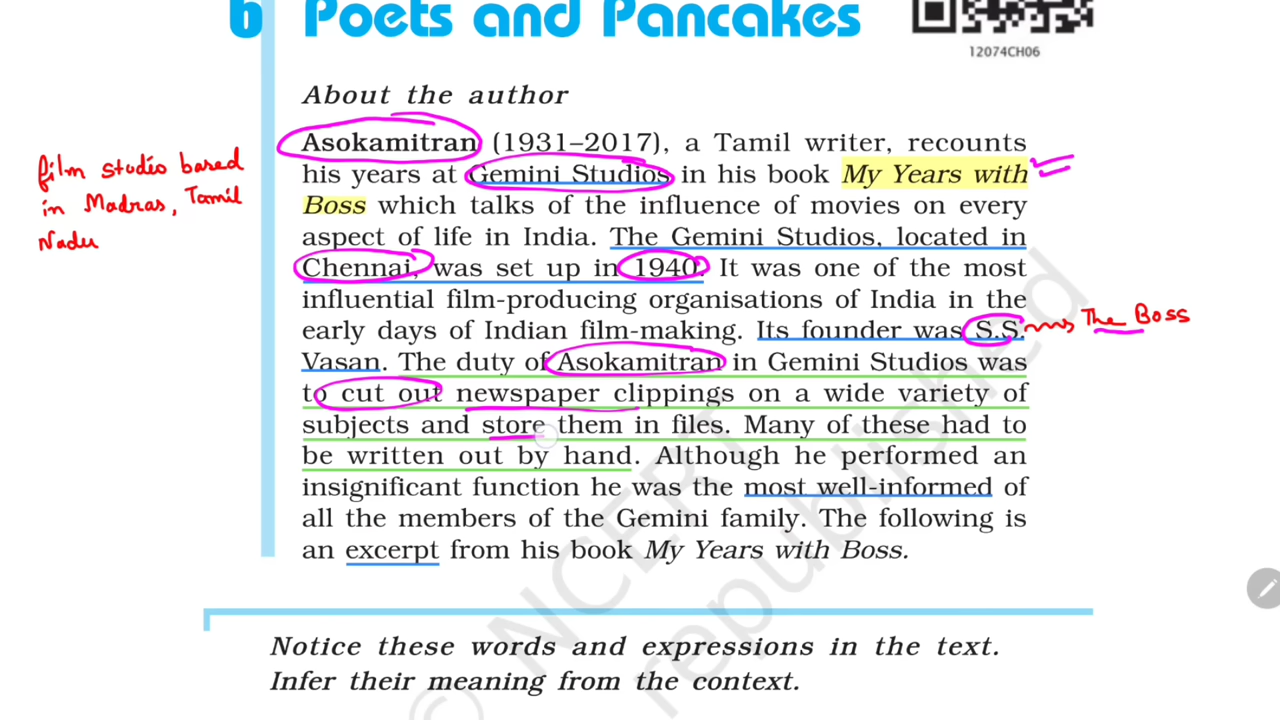 6 Poets and Pancakes
12074CH06
About the author
Asokamitran (1931–2017), a Tamil writer, recounts
his years at Gemini Studios in his book My Years with
Boss which talks of the influence of movies on every
aspect of life in India. The Gemini Studios, located in
Chennai, was set up in 1940. It was one of the most
influential film-producing organisations of India in the
early days of Indian film-making. Its founder was S.S.
Vasan. The duty of Asokamitran in Gemini Studios was
to cut out newspaper clippings on a wide variety of
subjects and store them in files. Many of these had to
be written out by hand. Although he performed an
insignificant function he was the most well-informed of
all the members of the Gemini family. The following is
an excerpt from his book My Years with Boss.
film studio based
in Madras, Tamil
Nadu
The Boss
Notice these words and expressions in the text.
Infer their meaning from the context.
© NCERT
republished